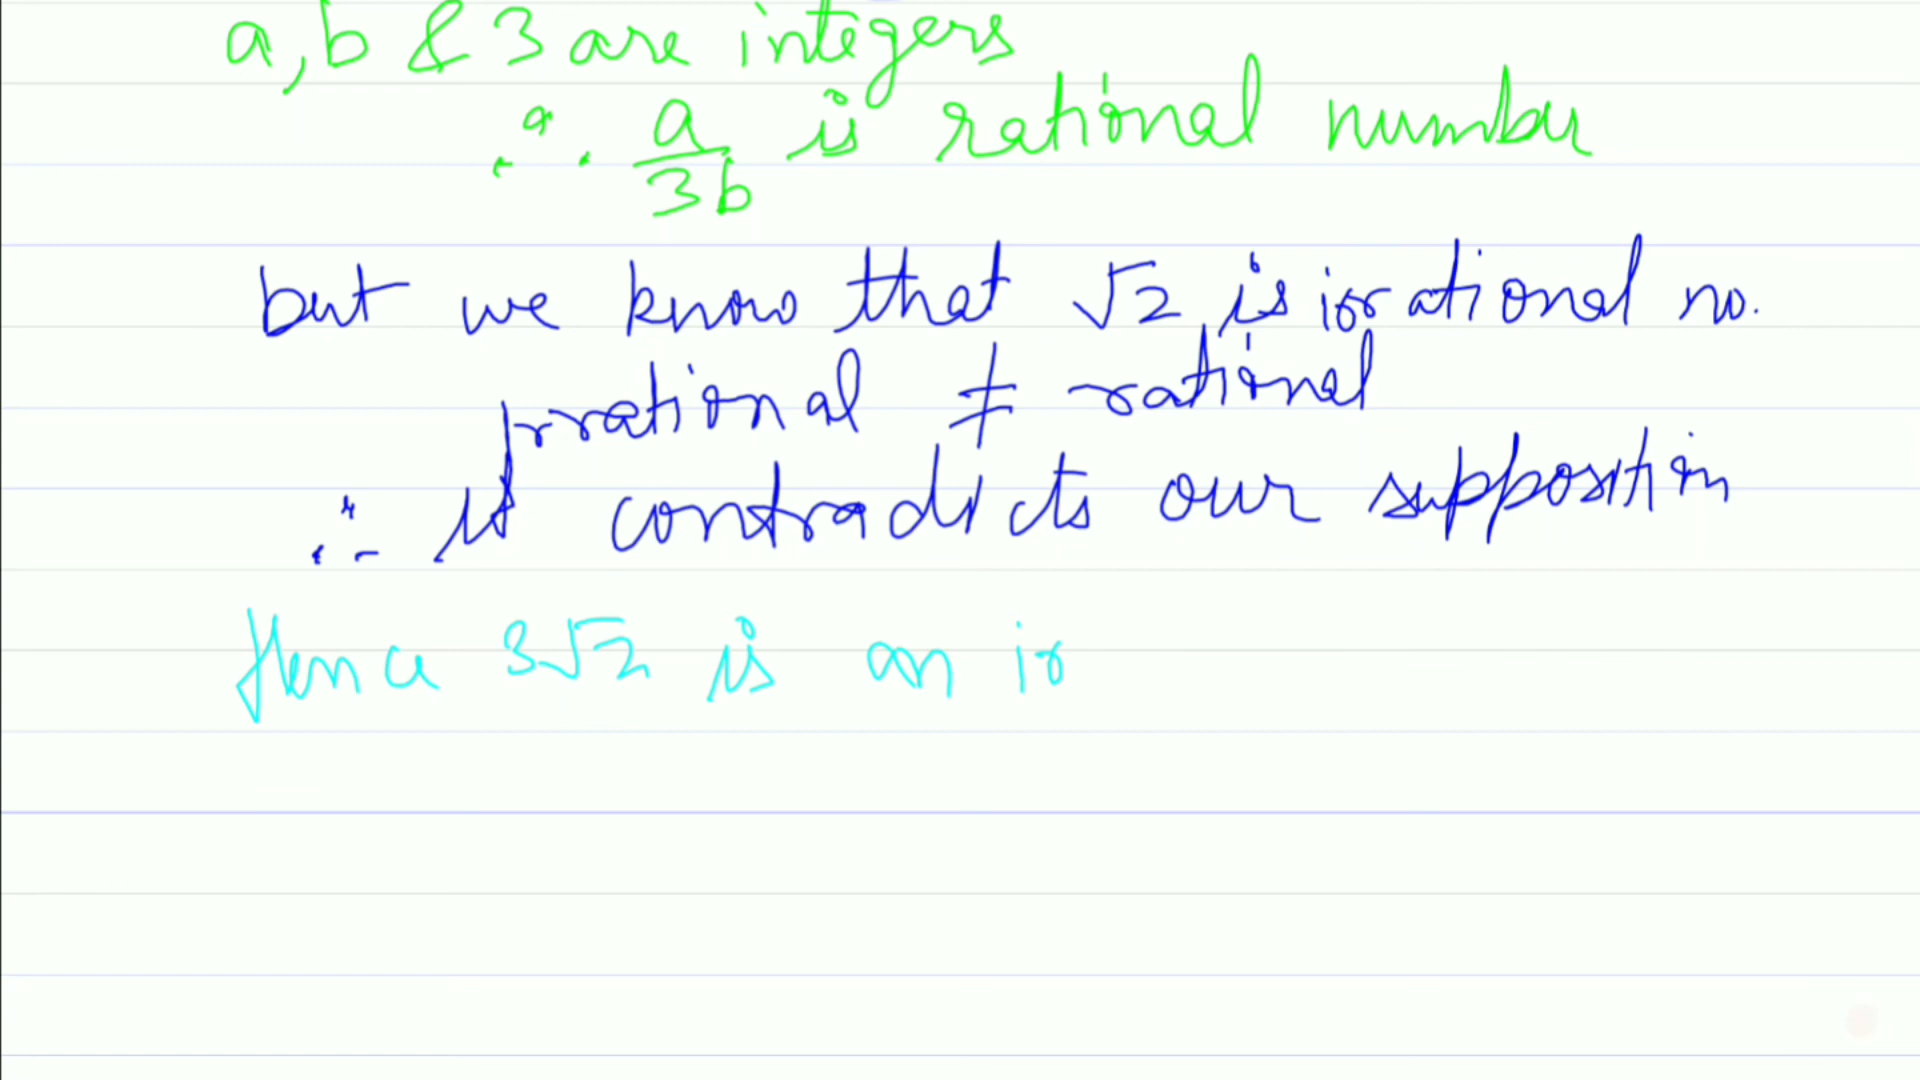 a, b & 3 are integers
∴ a/3b is rational number
but we know that √2 is irrational no.
Irrational ≠ rational
∴ it contradicts our supposition
Hence 3√2 is an ir